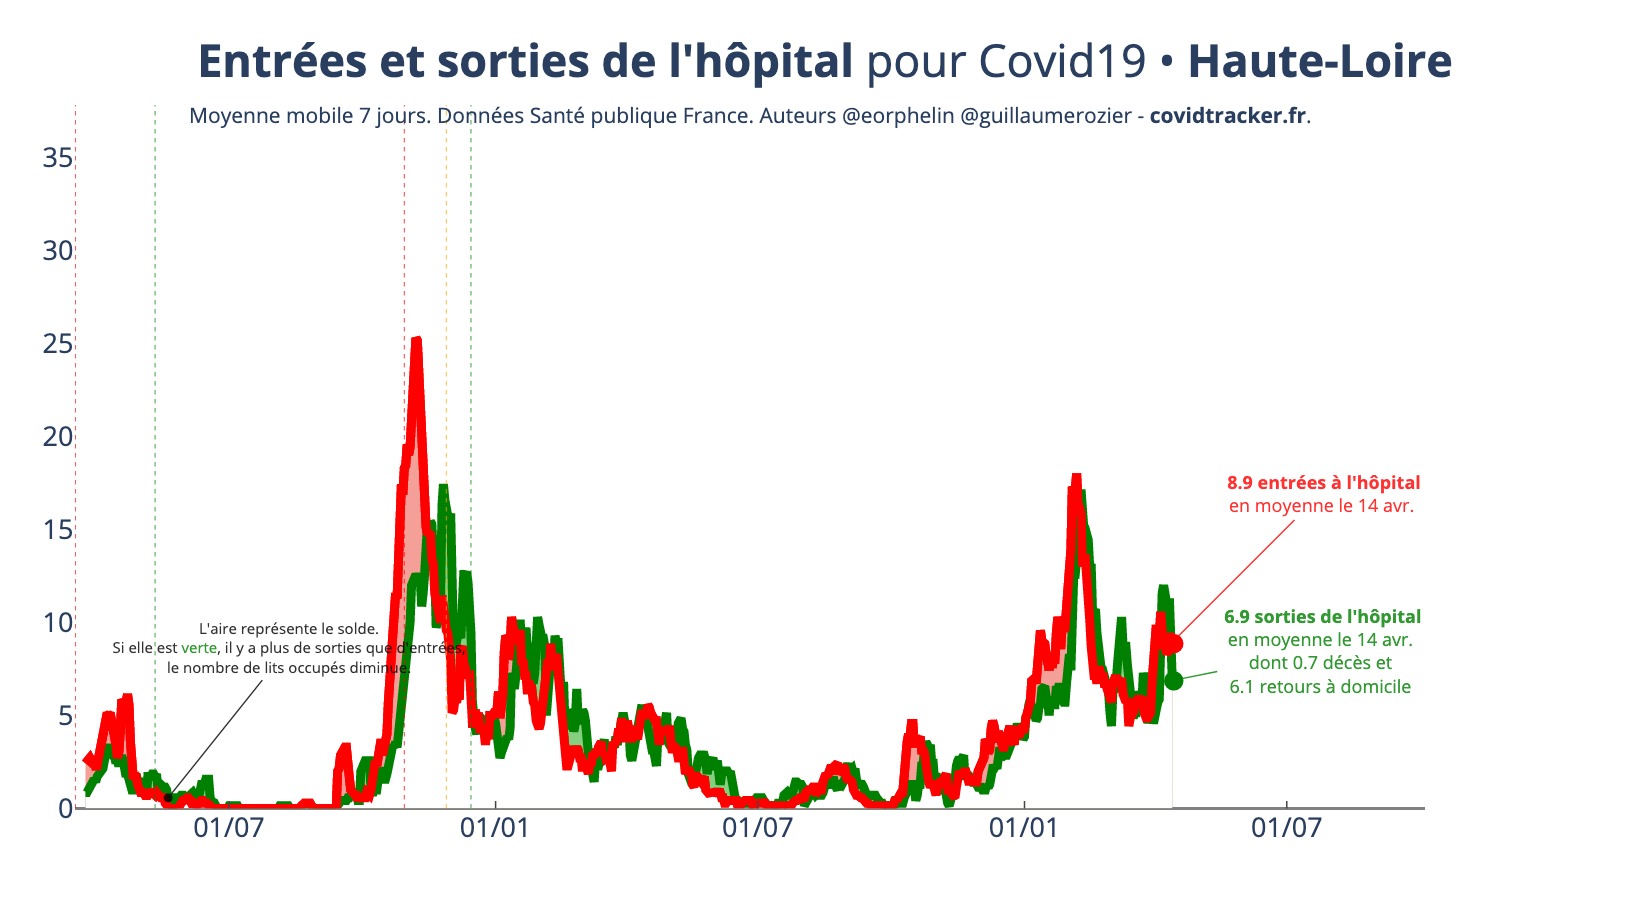 Entrées et sorties de l'hôpital pour Covid19 • Haute-Loire
Moyenne mobile 7 jours. Données Santé publique France. Auteurs @eorphelin @guillaumerozier - covidtracker.fr.
35
30
25
20
15
10
5
0
8.9 entrées à l'hôpital
en moyenne le 14 avr.
6.9 sorties de l'hôpital
en moyenne le 14 avr.
dont 0.7 décès et
6.1 retours à domicile
L'aire représente le solde.
Si elle est verte, il y a plus de sorties que d'entrées,
le nombre de lits occupés diminue.
01/07
01/01
01/07
01/01
01/07